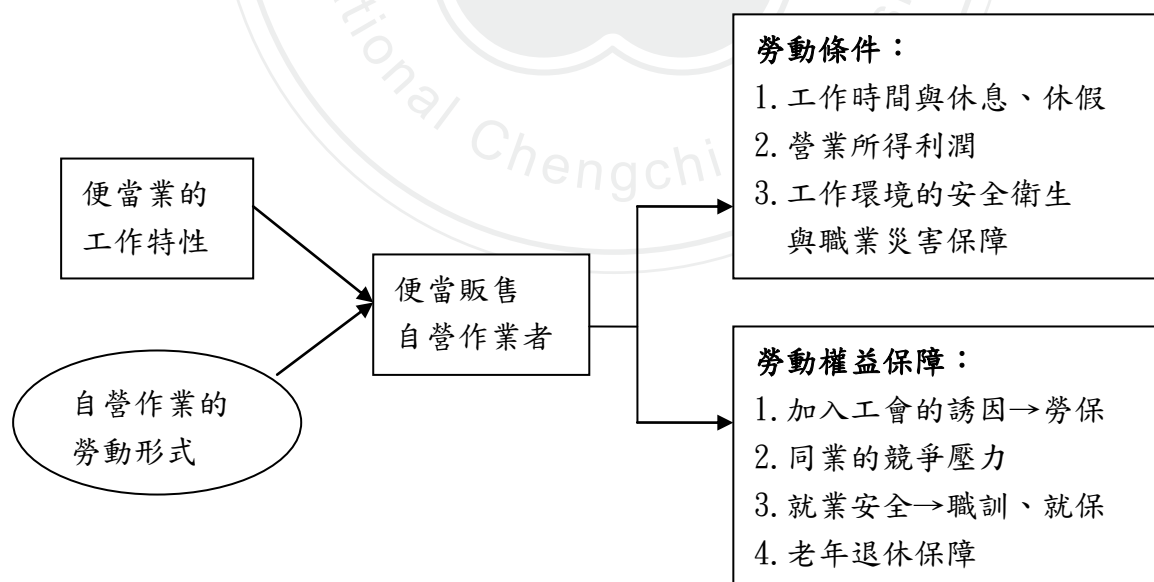 勞動條件：
1.工作時間與休息、休假
2.營業所得利潤
3.工作環境的安全衛生
與職業災害保障
便當業的
工作特性
便當販售
自營作業者
自營作業的
勞動形式
勞動權益保障：
1.加入工會的誘因→勞保
2.同業的競爭壓力
3.就業安全→職訓、就保
4.老年退休保障
tional Chengchi